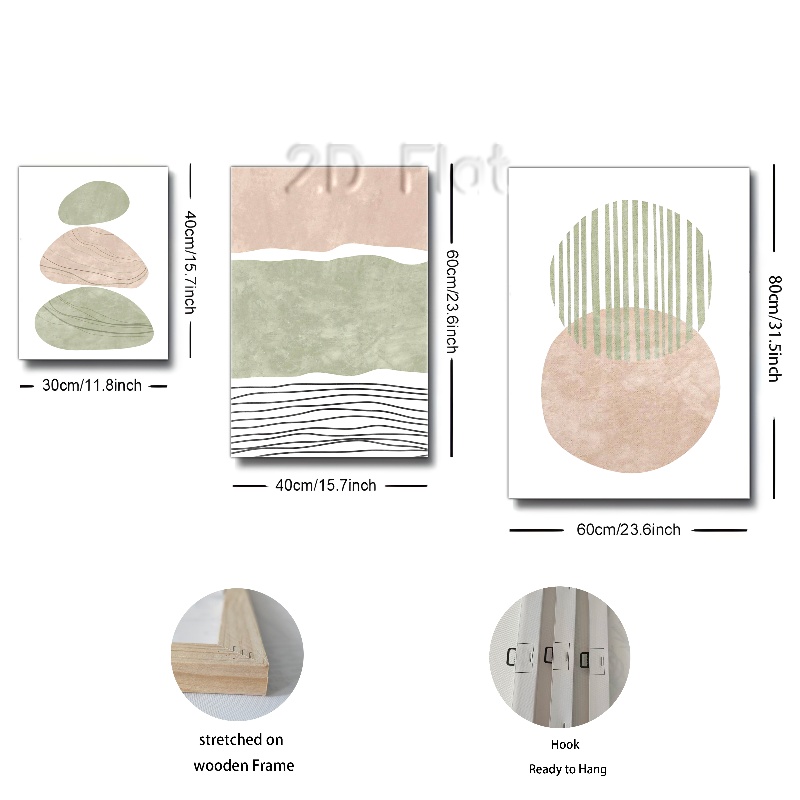 2D Flat
40cm/15.7inch
30cm/11.8inch
60cm/23.6inch
40cm/15.7inch
80cm/31.5inch
60cm/23.6inch
stretched on
wooden Frame
Hook
Ready to Hang